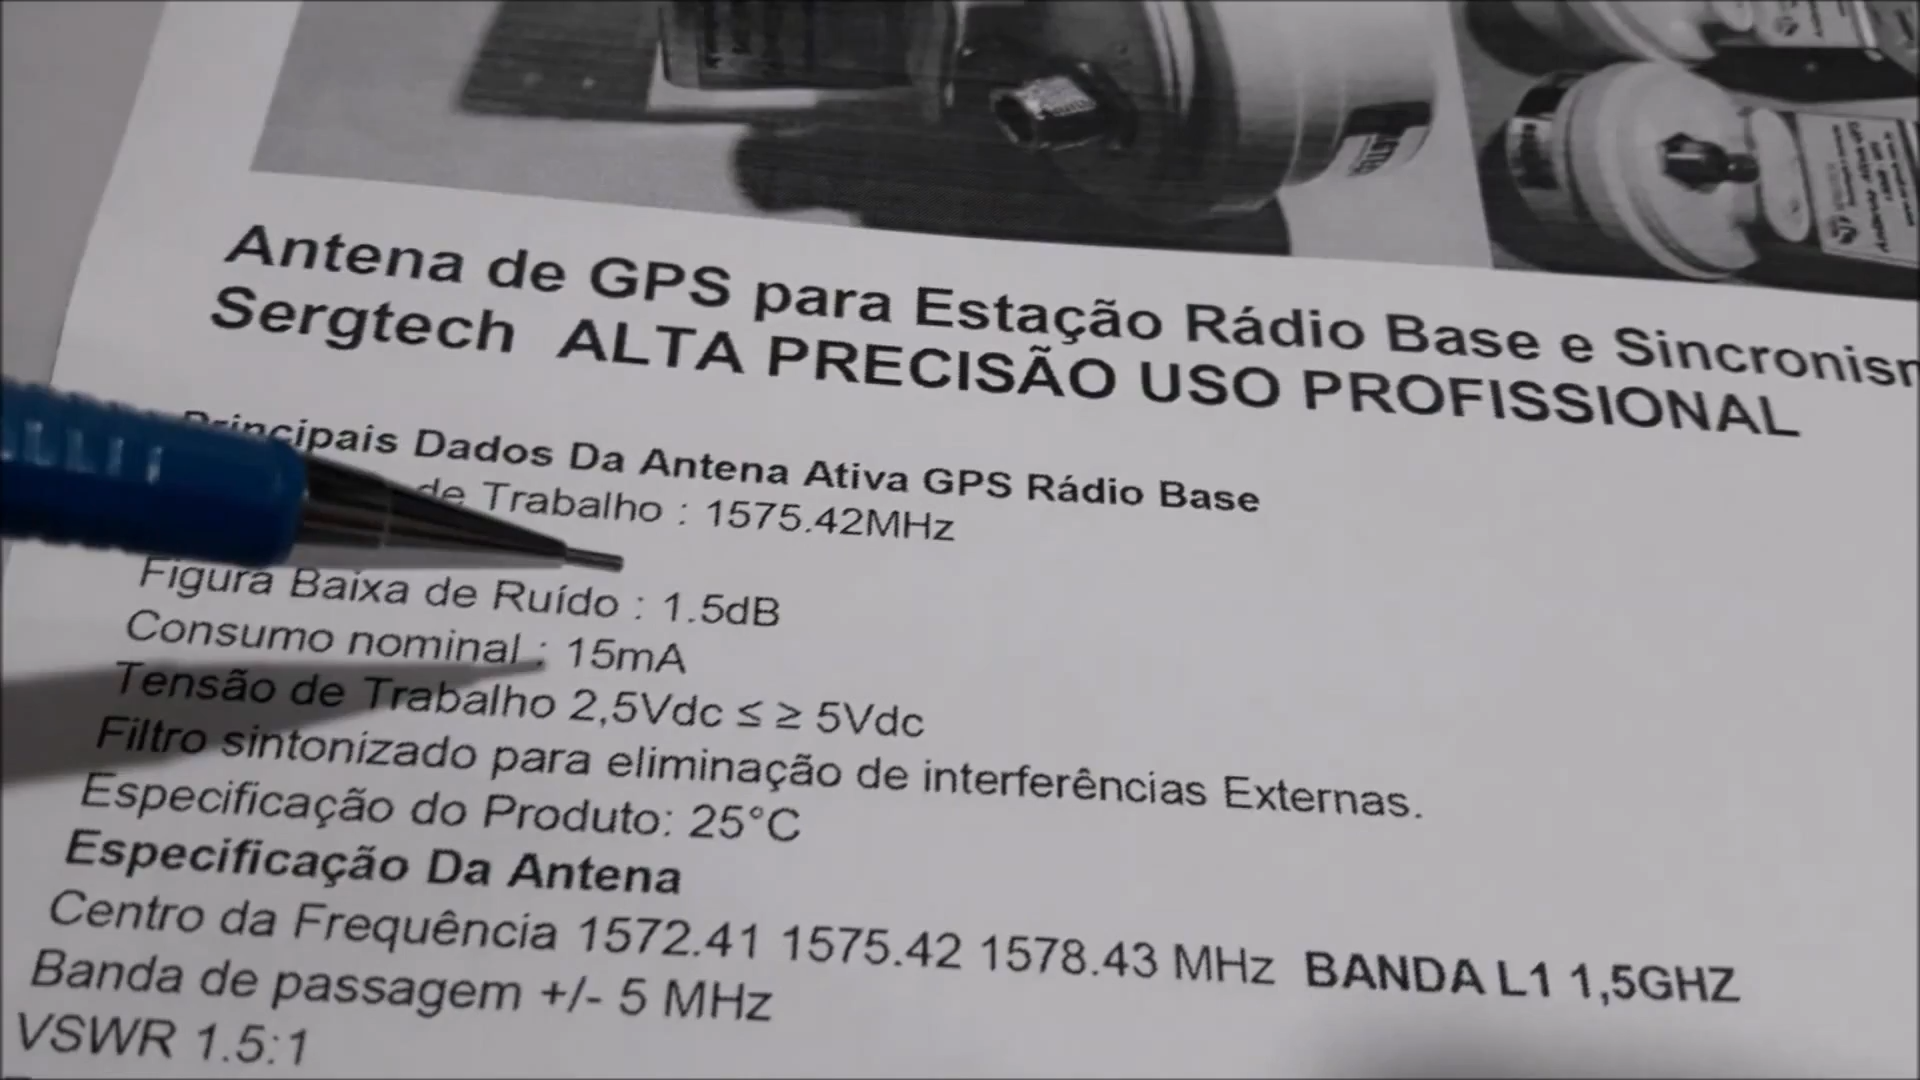 Antena de GPS para Estação Rádio Base e
Sergtech ALTA PRECISÃO USO PROFISSIONAL
Principais Dados Da Antena Ativa GPS Rádio Base
de Trabalho : 1575.42MHz
Figura Baixa de Ruído : 1.5dB
Consumo nominal : 15mA
Tensão de Trabalho 2,5Vdc ≤ ≥ 5Vdc
Filtro sintonizado para eliminação de interferências Externas.
Especificação do Produto: 25°C
Especificação Da Antena
Centro da Frequência 1572.41 1575.42 1578.43 MHz BANDA L1 1,5GHZ
Banda de passagem +/- 5 MHz
VSWR 1.5:1